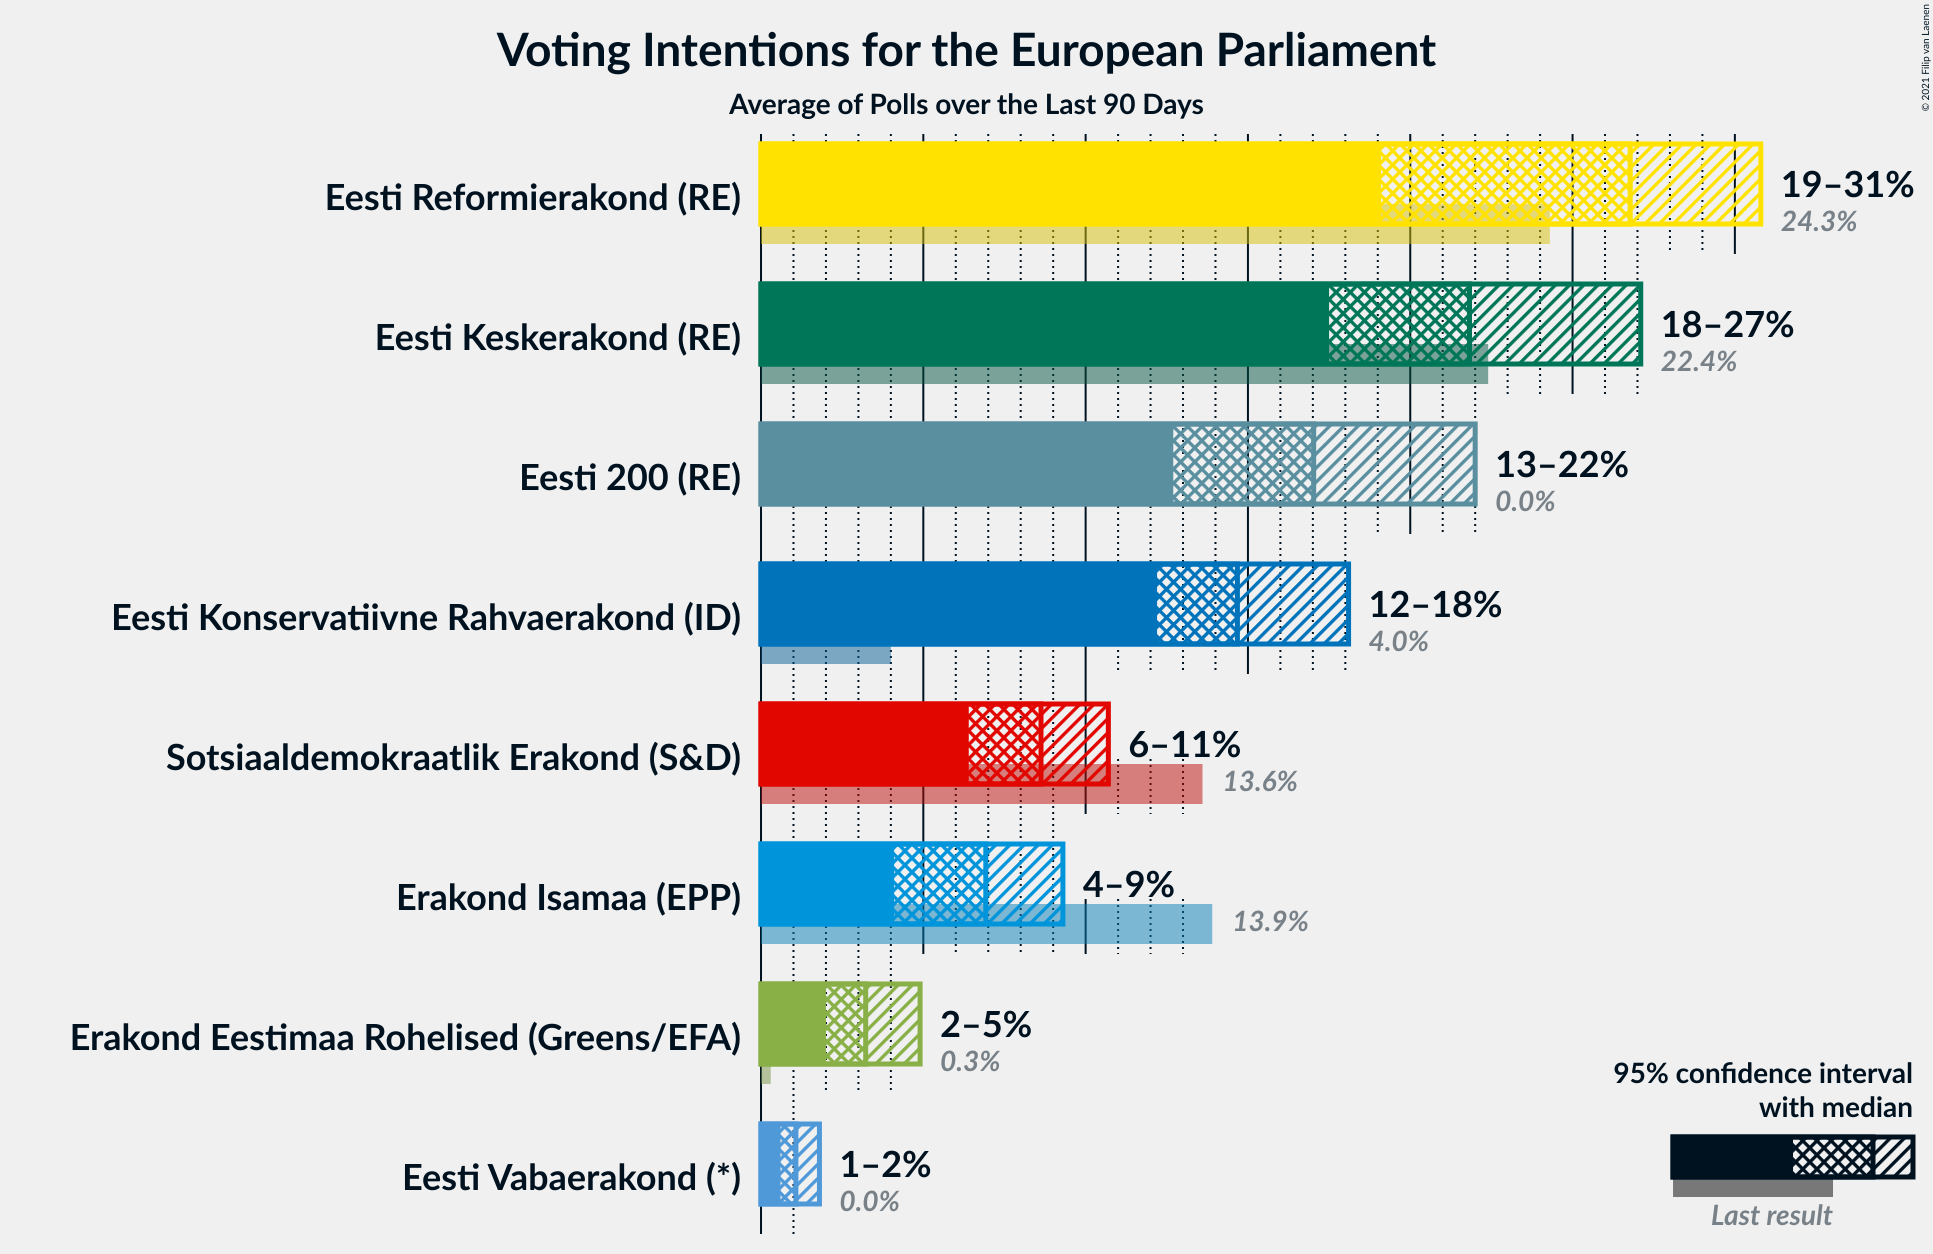 Voting Intentions for the European Parliament
Average of Polls over the Last 90 Days
© 2021 Filip van Laenen
Eesti Reformierakond (RE)
19–31%
24.3%
Eesti Keskerakond (RE)
18–27%
22.4%
Eesti 200 (RE)
13–22%
0.0%
Eesti Konservatiivne Rahvaerakond (ID)
12–18%
4.0%
Sotsiaaldemokraatlik Erakond (S&D)
6–11%
13.6%
Erakond Isamaa (EPP)
4–9%
13.9%
Erakond Eestimaa Rohelised (Greens/EFA)
2–5%
0.3%
Eesti Vabaerakond (*)
1–2%
0.0%
95% confidence interval
with median
Last result